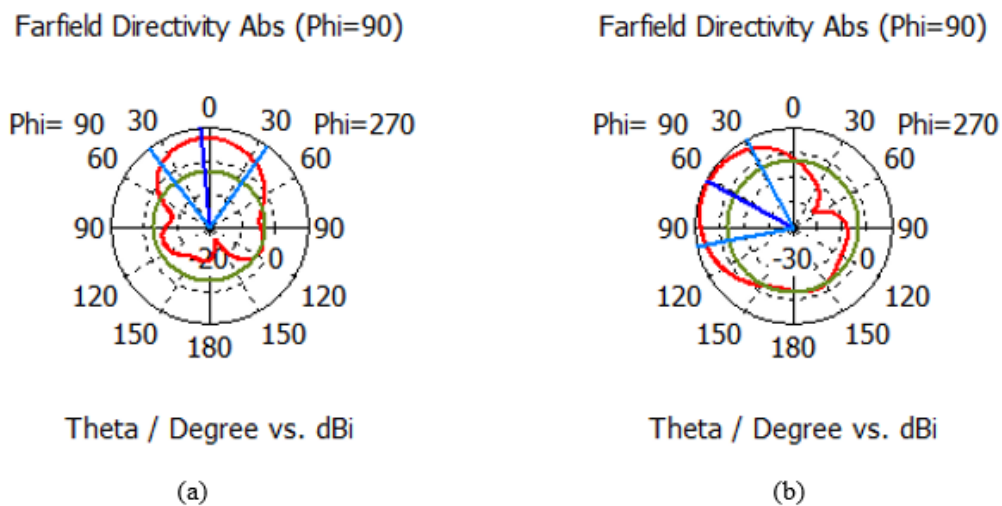 Farfield Directivity Abs (Phi=90)
0
Phi= 90 30 30 Phi=270
60 60
90 90
-20 0
120 120
150 150
180
Theta / Degree vs. dBi
(a)
Farfield Directivity Abs (Phi=90)
0
Phi= 90 30 30 Phi=270
60 60
90 90
-30 0
120 120
150 150
180
Theta / Degree vs. dBi
(b)